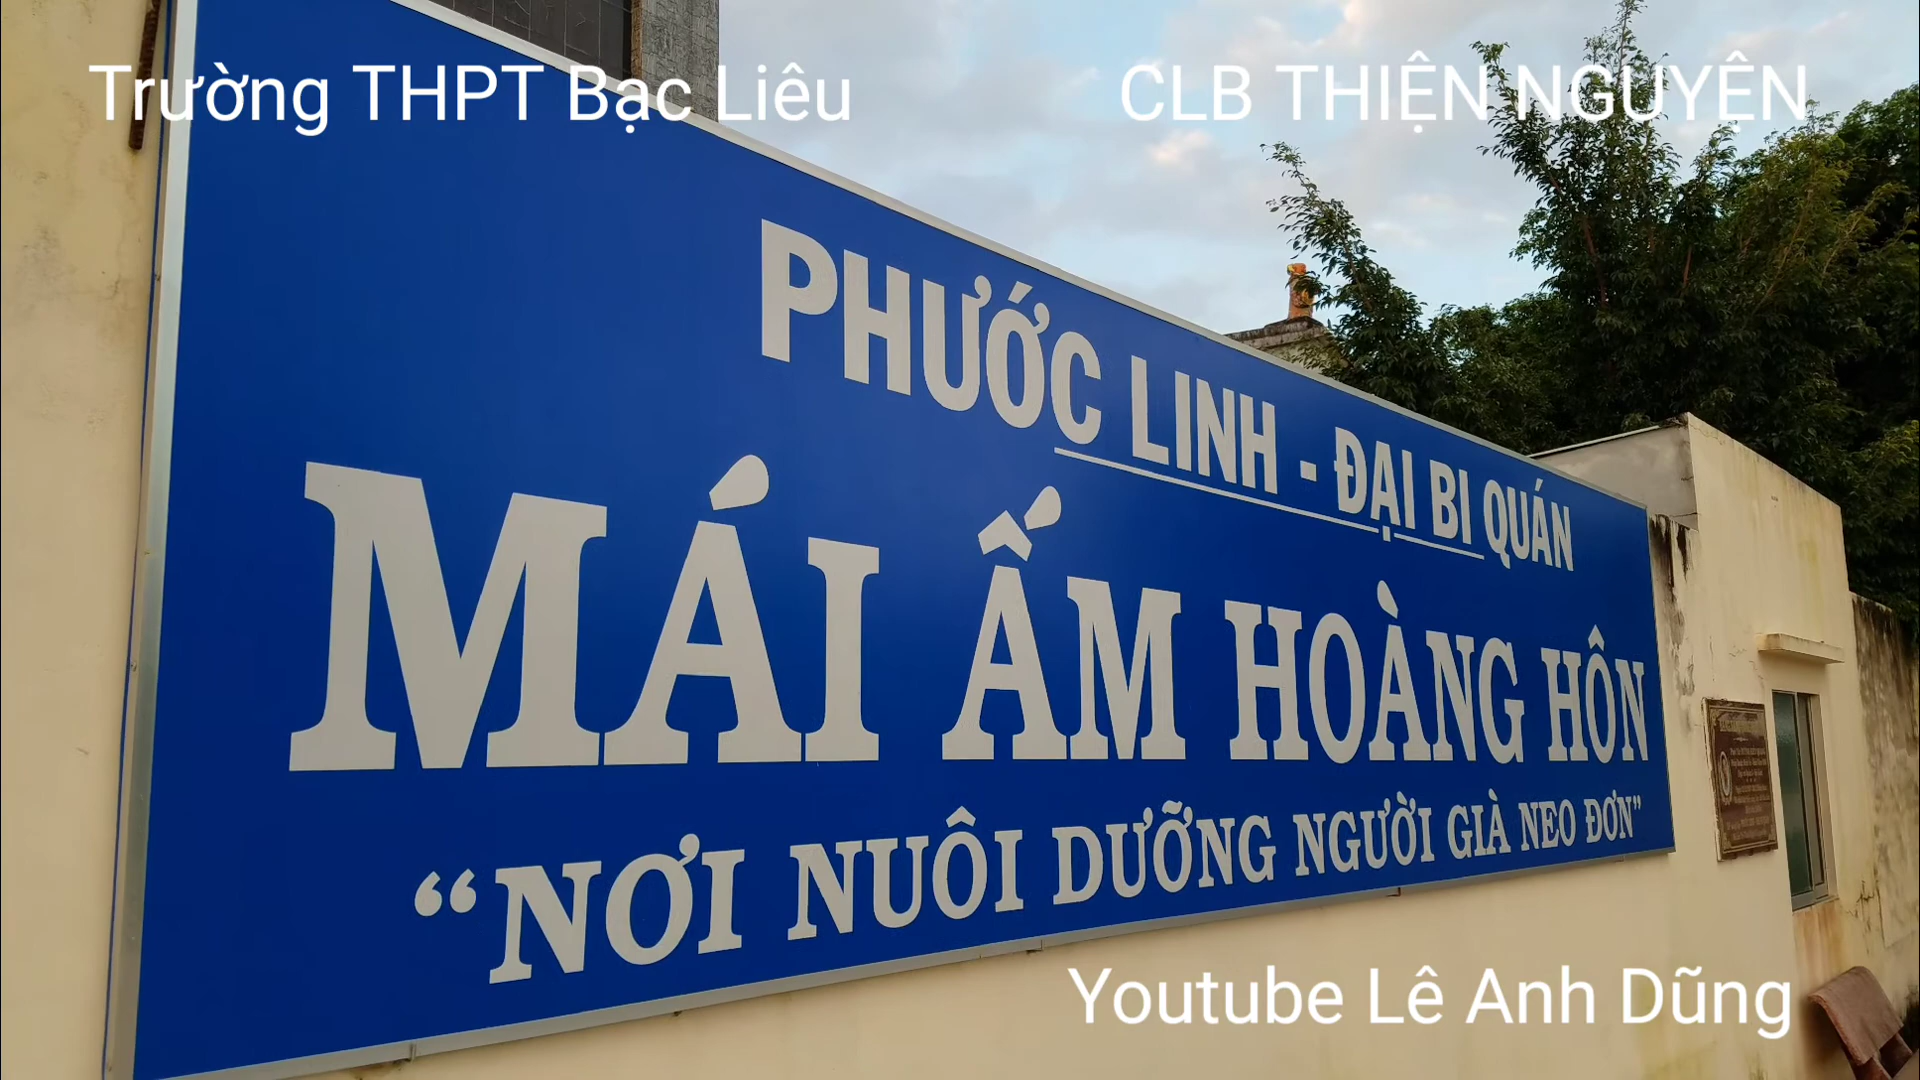 Trường THPT Bạc Liêu
CLB THIỆN NGUYỆN
PHƯỚC LINH - ĐẠI BI QUÁN
MÁI ẤM HOÀNG HÔN
“NƠI NUÔI DƯỠNG NGƯỜI GIÀ NEO ĐƠN”
Youtube Lê Anh Dũng